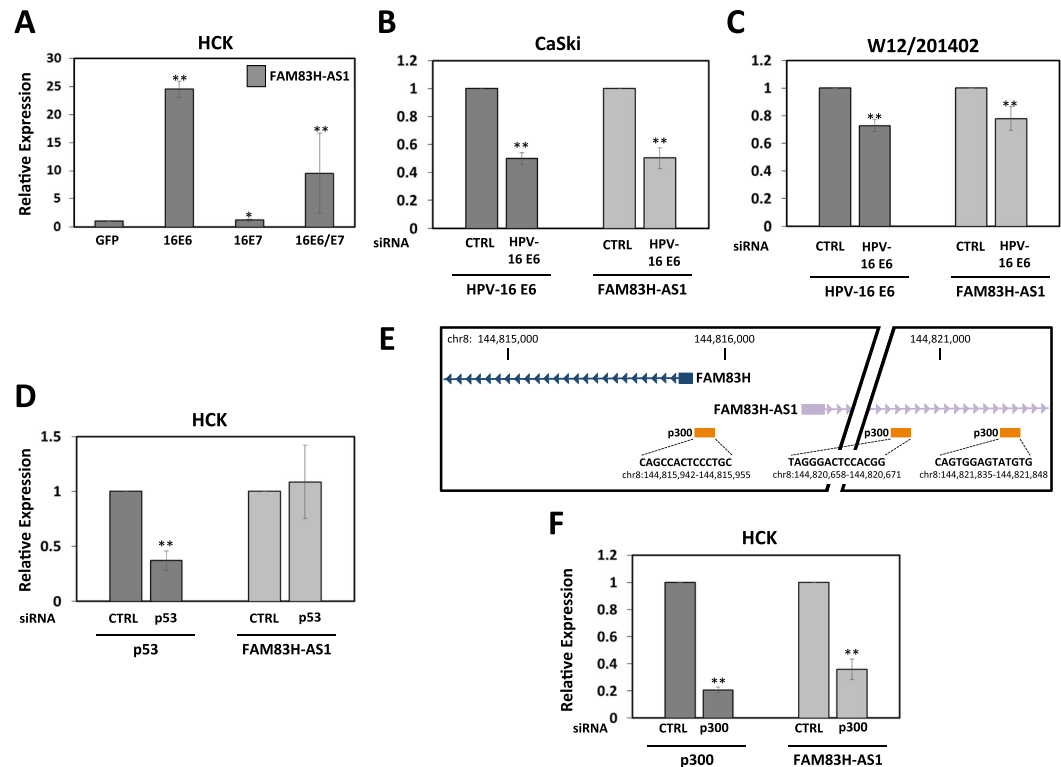 A
HCK
Relative Expression
30
25
20
15
10
5
0
FAM83H-AS1
**
*
**
GFP 16E6 16E7 16E6/E7
B
CaSki
1.2
1
0.8
0.6
0.4
0.2
0
**
**
siRNA CTRL HPV-16 E6 CTRL HPV-16 E6
HPV-16 E6 FAM83H-AS1
C
W12/201402
1.2
1
0.8
0.6
0.4
0.2
0
**
**
siRNA CTRL HPV-16 E6 CTRL HPV-16 E6
HPV-16 E6 FAM83H-AS1
D
HCK
Relative Expression
1.5
1
0.5
0
**
siRNA CTRL p53 CTRL p53
p53 FAM83H-AS1
E
chr8: 144,815,000 144,816,000 144,821,000
FAM83H
FAM83H-AS1
p300 p300 p300
CAGCCACTCCCTGC TAGGGACTCCACGG CAGTGGAGTATGTG
chr8:144,815,942-144,815,955 chr8:144,820,658-144,820,671 chr8:144,821,835-144,821,848
F
HCK
Relative Expression
1.2
1
0.8
0.6
0.4
0.2
0
**
**
siRNA CTRL p300 CTRL p300
p300 FAM83H-AS1